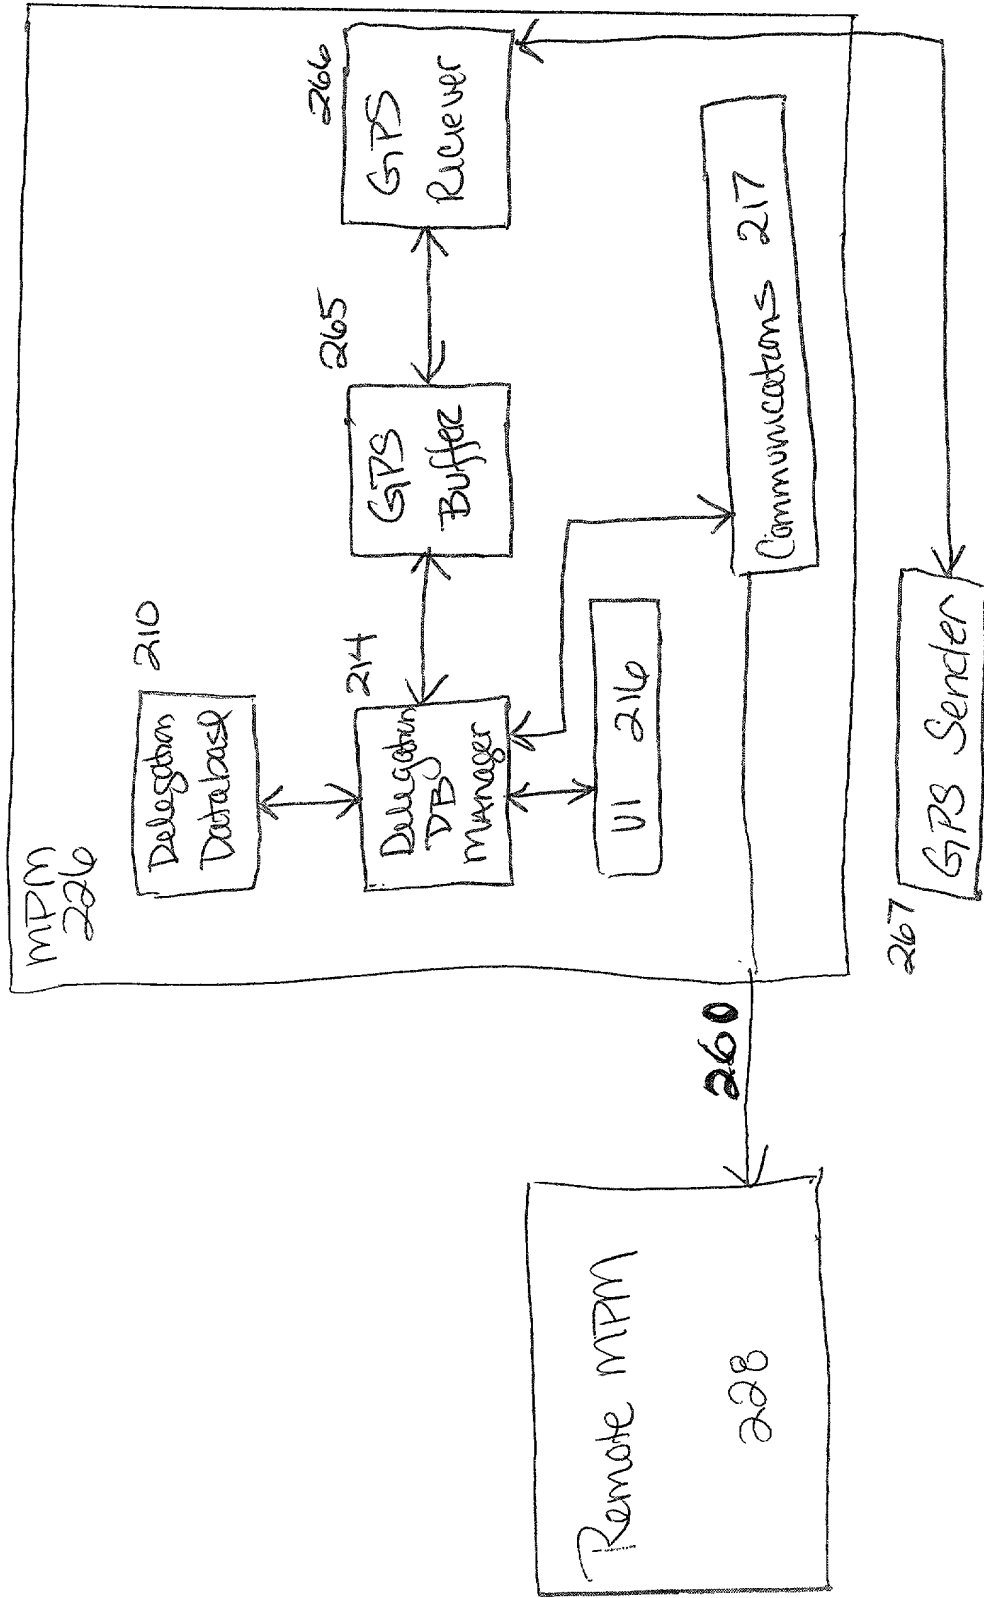 MPM
226
Delegation
Database
210
Delegation
DB
MANager
214
GPS
Buffer
265
GPS
Reciever
266
UI 216
Communications 217
GPS Sender
267
260
Remote MPM
228